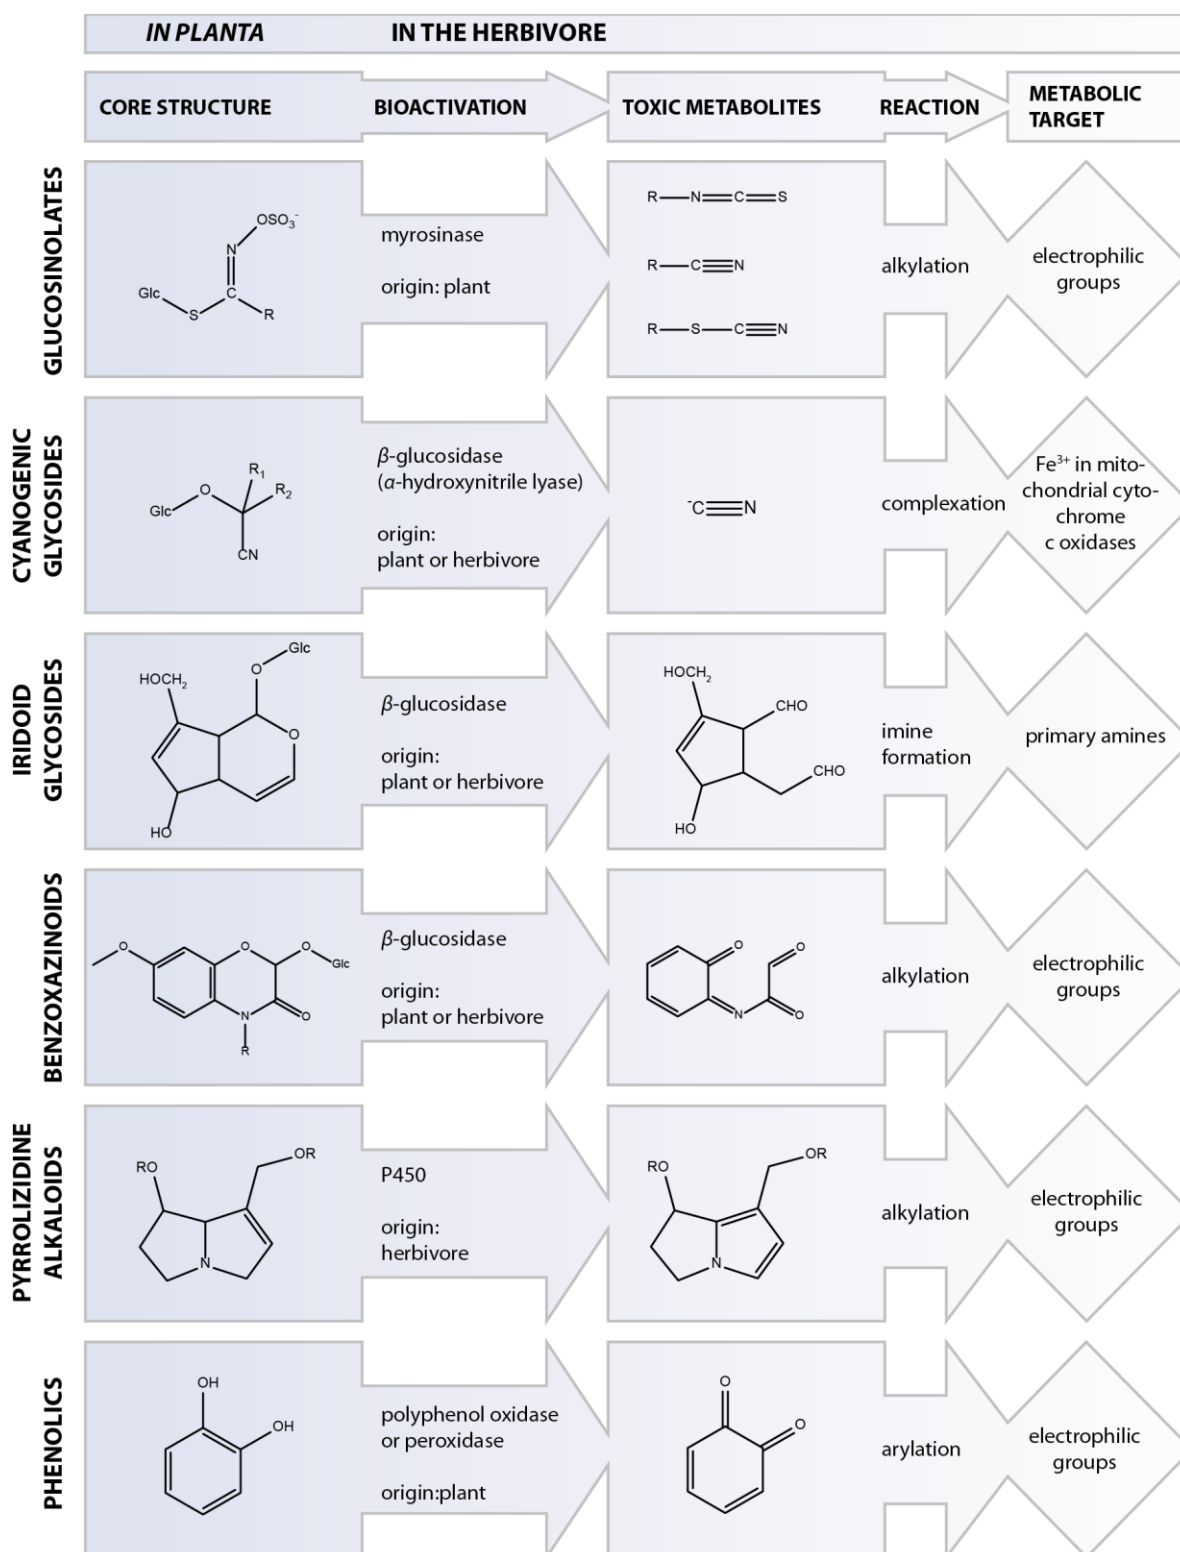 IN PLANTA
IN THE HERBIVORE
CORE STRUCTURE
BIOACTIVATION
TOXIC METABOLITES
REACTION
METABOLIC
TARGET
GLUCOSINOLATES
OSO₃⁻
N
Glc
C
S
R
myrosinase
origin: plant
R
N
C
S
R
C
N
R
S
C
N
alkylation
electrophilic
groups
CYANOGENIC
GLYCOSIDES
R₁
O
R₂
Glc
CN
β-glucosidase
(α-hydroxynitrile lyase)
origin:
plant or herbivore
⁻C
N
complexation
Fe³⁺ in mito-
chondrial cyto-
chrome
c oxidases
IRIDOID
GLYCOSIDES
Glc
O
HOCH₂
O
HO
β-glucosidase
origin:
plant or herbivore
HOCH₂
CHO
CHO
HO
imine
formation
primary amines
BENZOXAZINOIDS
O
O
O
Glc
N
O
R
β-glucosidase
origin:
plant or herbivore
O
O
N
O
alkylation
electrophilic
groups
PYRROLIZIDINE
ALKALOIDS
RO
OR
N
P450
origin:
herbivore
RO
OR
N
alkylation
electrophilic
groups
PHENOLICS
OH
OH
polyphenol oxidase
or peroxidase
origin:plant
O
O
arylation
electrophilic
groups